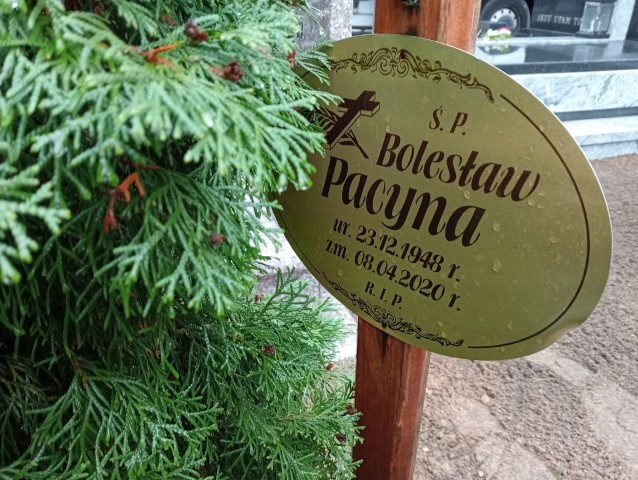 Ś. P.
Bolesław
Pacyna
ur. 23.12.1948 r.
zm. 08.04.2020 r.
R. I. P.